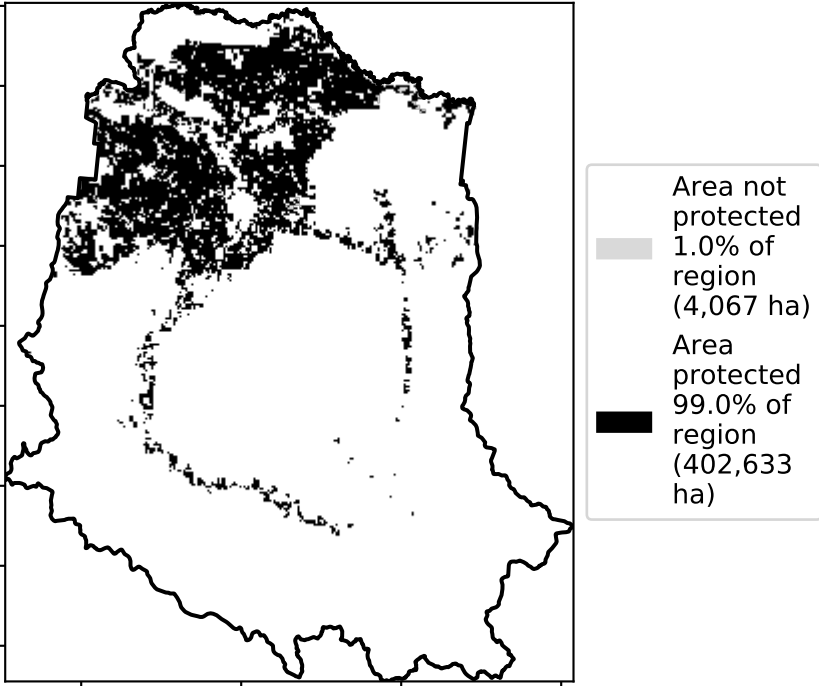 Area not
protected
1.0% of
region
(4,067 ha)
Area
protected
99.0% of
region
(402,633
ha)